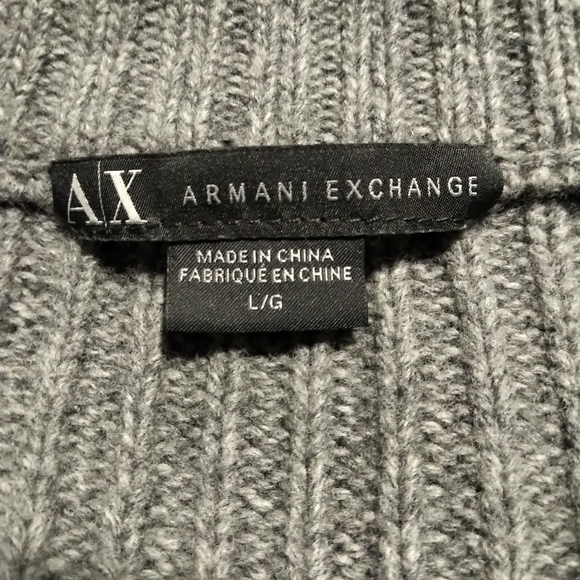 A|X ARMANI EXCHANGE
MADE IN CHINA
FABRIQUÉ EN CHINE
L/G